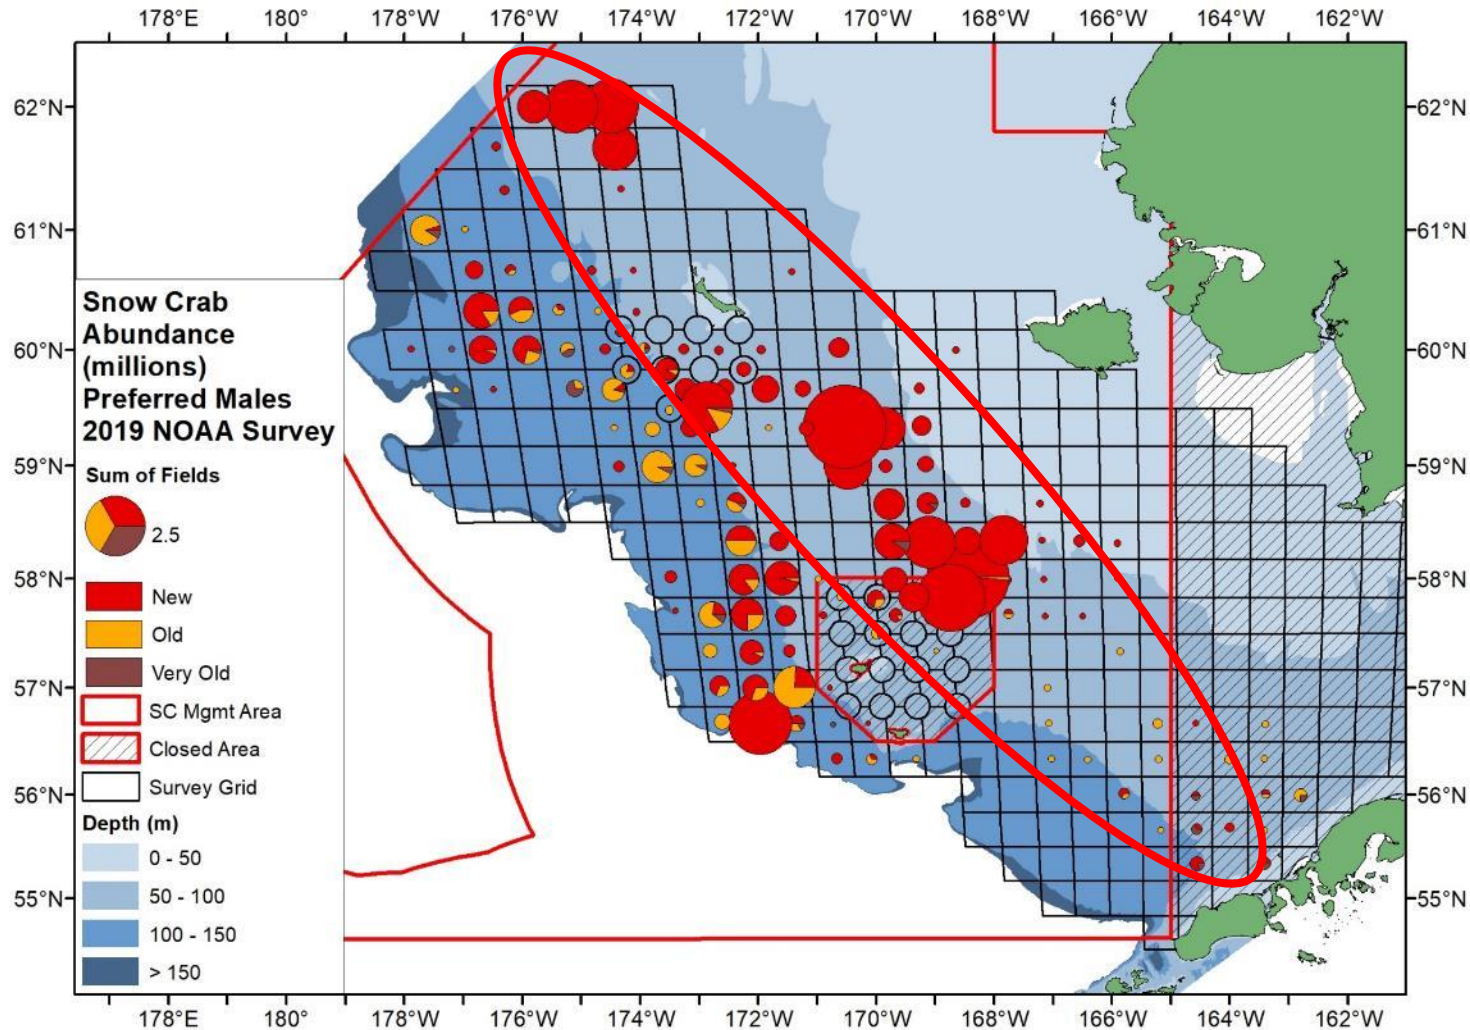 178°E 180° 178°W 176°W 174°W 172°W 170°W 168°W 166°W 164°W 162°W
62°N 62°N
61°N 61°N
60°N 60°N
59°N 59°N
58°N 58°N
57°N 57°N
56°N 56°N
55°N 55°N
Snow Crab
Abundance
(millions)
Preferred Males
2019 NOAA Survey
Sum of Fields
2.5
New
Old
Very Old
SC Mgmt Area
Closed Area
Survey Grid
Depth (m)
0 - 50
50 - 100
100 - 150
> 150
178°E 180° 178°W 176°W 174°W 172°W 170°W 168°W 166°W 164°W 162°W